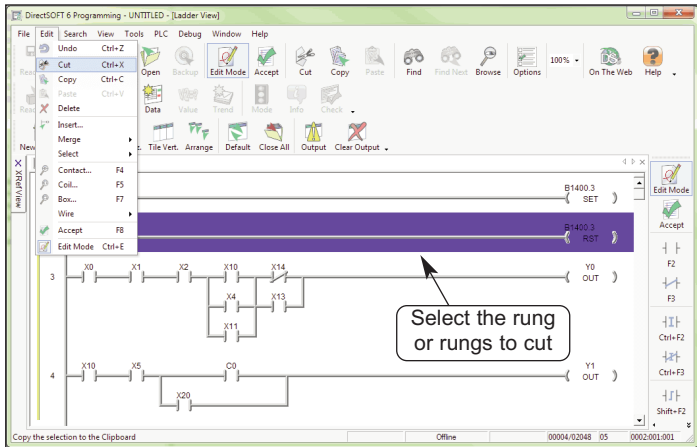 DirectSOFT 6 Programming - UNTITLED - [Ladder View]
File Edit Search View Tools PLC Debug Window Help
Undo Ctrl+Z
Cut Ctrl+X
Copy Ctrl+C
Paste Ctrl+V
Delete
Insert...
Merge
Select
Contact... F4
Coil... F5
Box... F7
Wire
Accept F8
Edit Mode Ctrl+E
Open Backup Edit Mode Accept Cut Copy Paste Find Find Next Browse Options 100% On The Web Help
Data Value Trend Mode Info Check
New
Tile Vert. Arrange Default Close All Output Clear Output
XRef View
B1400.3
SET
B1400.3
RST
X0 X1 X2 X10 X14 Y0
3 OUT
X4 X13
X11
Select the rung
or rungs to cut
X10 X5 C0 Y1
4 OUT
X20
Edit Mode
Accept
F2
F3
Ctrl+F2
Ctrl+F3
Shift+F2
Copy the selection to the Clipboard Offline 00004/02048 05 0002:001:001